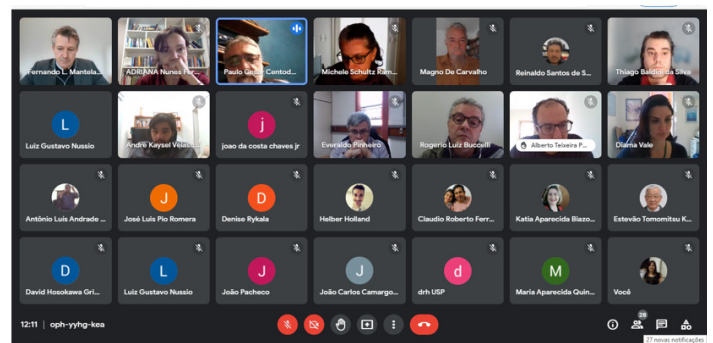 Fernando L. Mantela...
ADRIANA Nunes Fer...
Paulo Cesar Centod...
Michele Schultz Ram...
Magno De Carvalho
Reinaldo Santos de S...
Thiago Baldin da Silva
L
Luiz Gustavo Nussio
André Kaysel Velas...
j
joao da costa chaves jr
Everaldo Pinheiro
Rogerio Luiz Buccelli
Alberto Teixeira P...
Diama Vale
Antônio Luis Andrade ...
J
José Luis Pio Romera
D
Denise Rykala
Helber Holland
Claudio Roberto Ferr...
Katia Aparecida Biazo...
Estevão Tomomitsu K...
D
David Hosokawa Gri...
L
Luiz Gustavo Nussio
J
João Pacheco
J
João Carlos Camargo...
d
drh USP
M
Maria Aparecida Quin...
Você
12:11 | oph-yyhg-kea
28
27 novas notificações